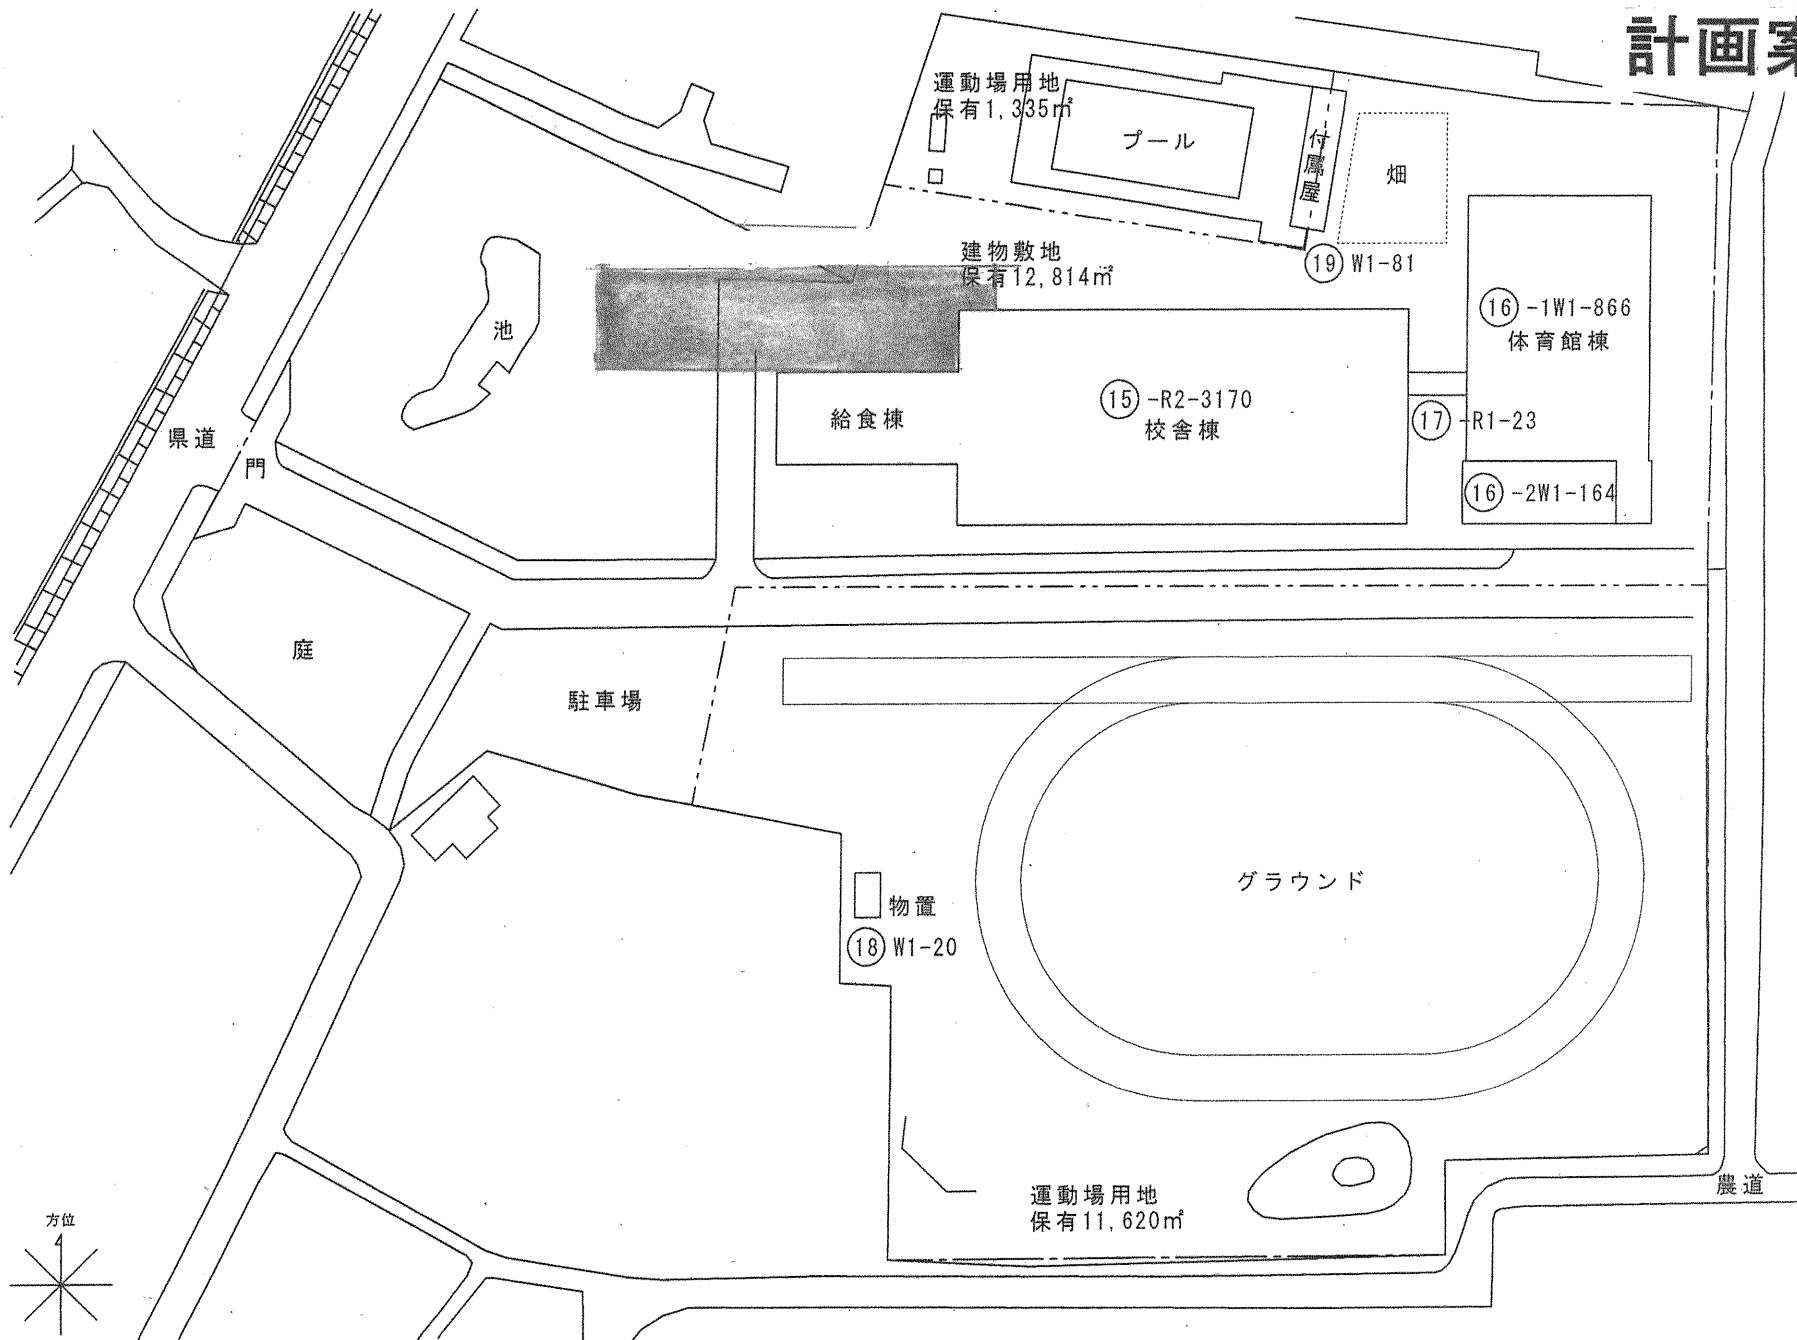 計画案
運動場用地
保有1,335㎡
プール
付属屋
畑
建物敷地
保有12,814㎡
⑲ W1-81
⑯ -1W1-866
体育館棟
池
⑮ -R2-3170
校舎棟
給食棟
⑰ -R1-23
県道
門
⑯ -2W1-164
庭
駐車場
グラウンド
物置
⑱ W1-20
運動場用地
保有11,620㎡
農道
方位